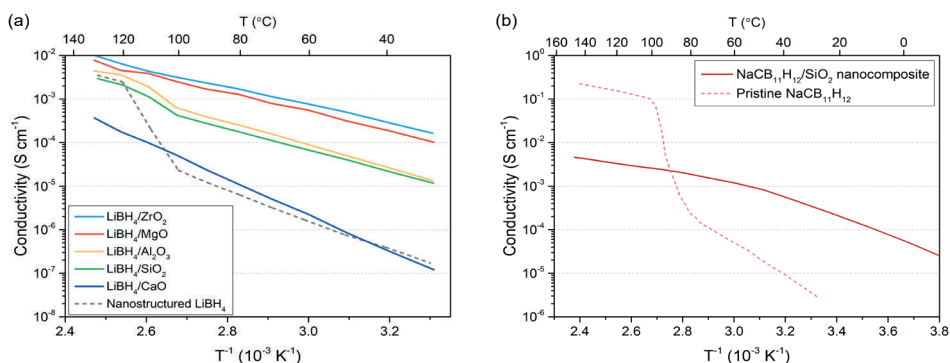 (a)
T (°C)
140 120 100 80 60 40
10⁻²
10⁻³
10⁻⁴
10⁻⁵
10⁻⁶
10⁻⁷
10⁻⁸
Conductivity (S cm⁻¹)
LiBH₄/ZrO₂
LiBH₄/MgO
LiBH₄/Al₂O₃
LiBH₄/SiO₂
LiBH₄/CaO
Nanostructured LiBH₄
2.4 2.6 2.8 3.0 3.2
T⁻¹ (10⁻³ K⁻¹)
(b)
T (°C)
160 140 120 100 80 60 40 20 0
10⁰
10⁻¹
10⁻²
10⁻³
10⁻⁴
10⁻⁵
10⁻⁶
Conductivity (S cm⁻¹)
NaCB₁₁H₁₂/SiO₂ nanocomposite
Pristine NaCB₁₁H₁₂
2.4 2.6 2.8 3.0 3.2 3.4 3.6 3.8
T⁻¹ (10⁻³ K⁻¹)